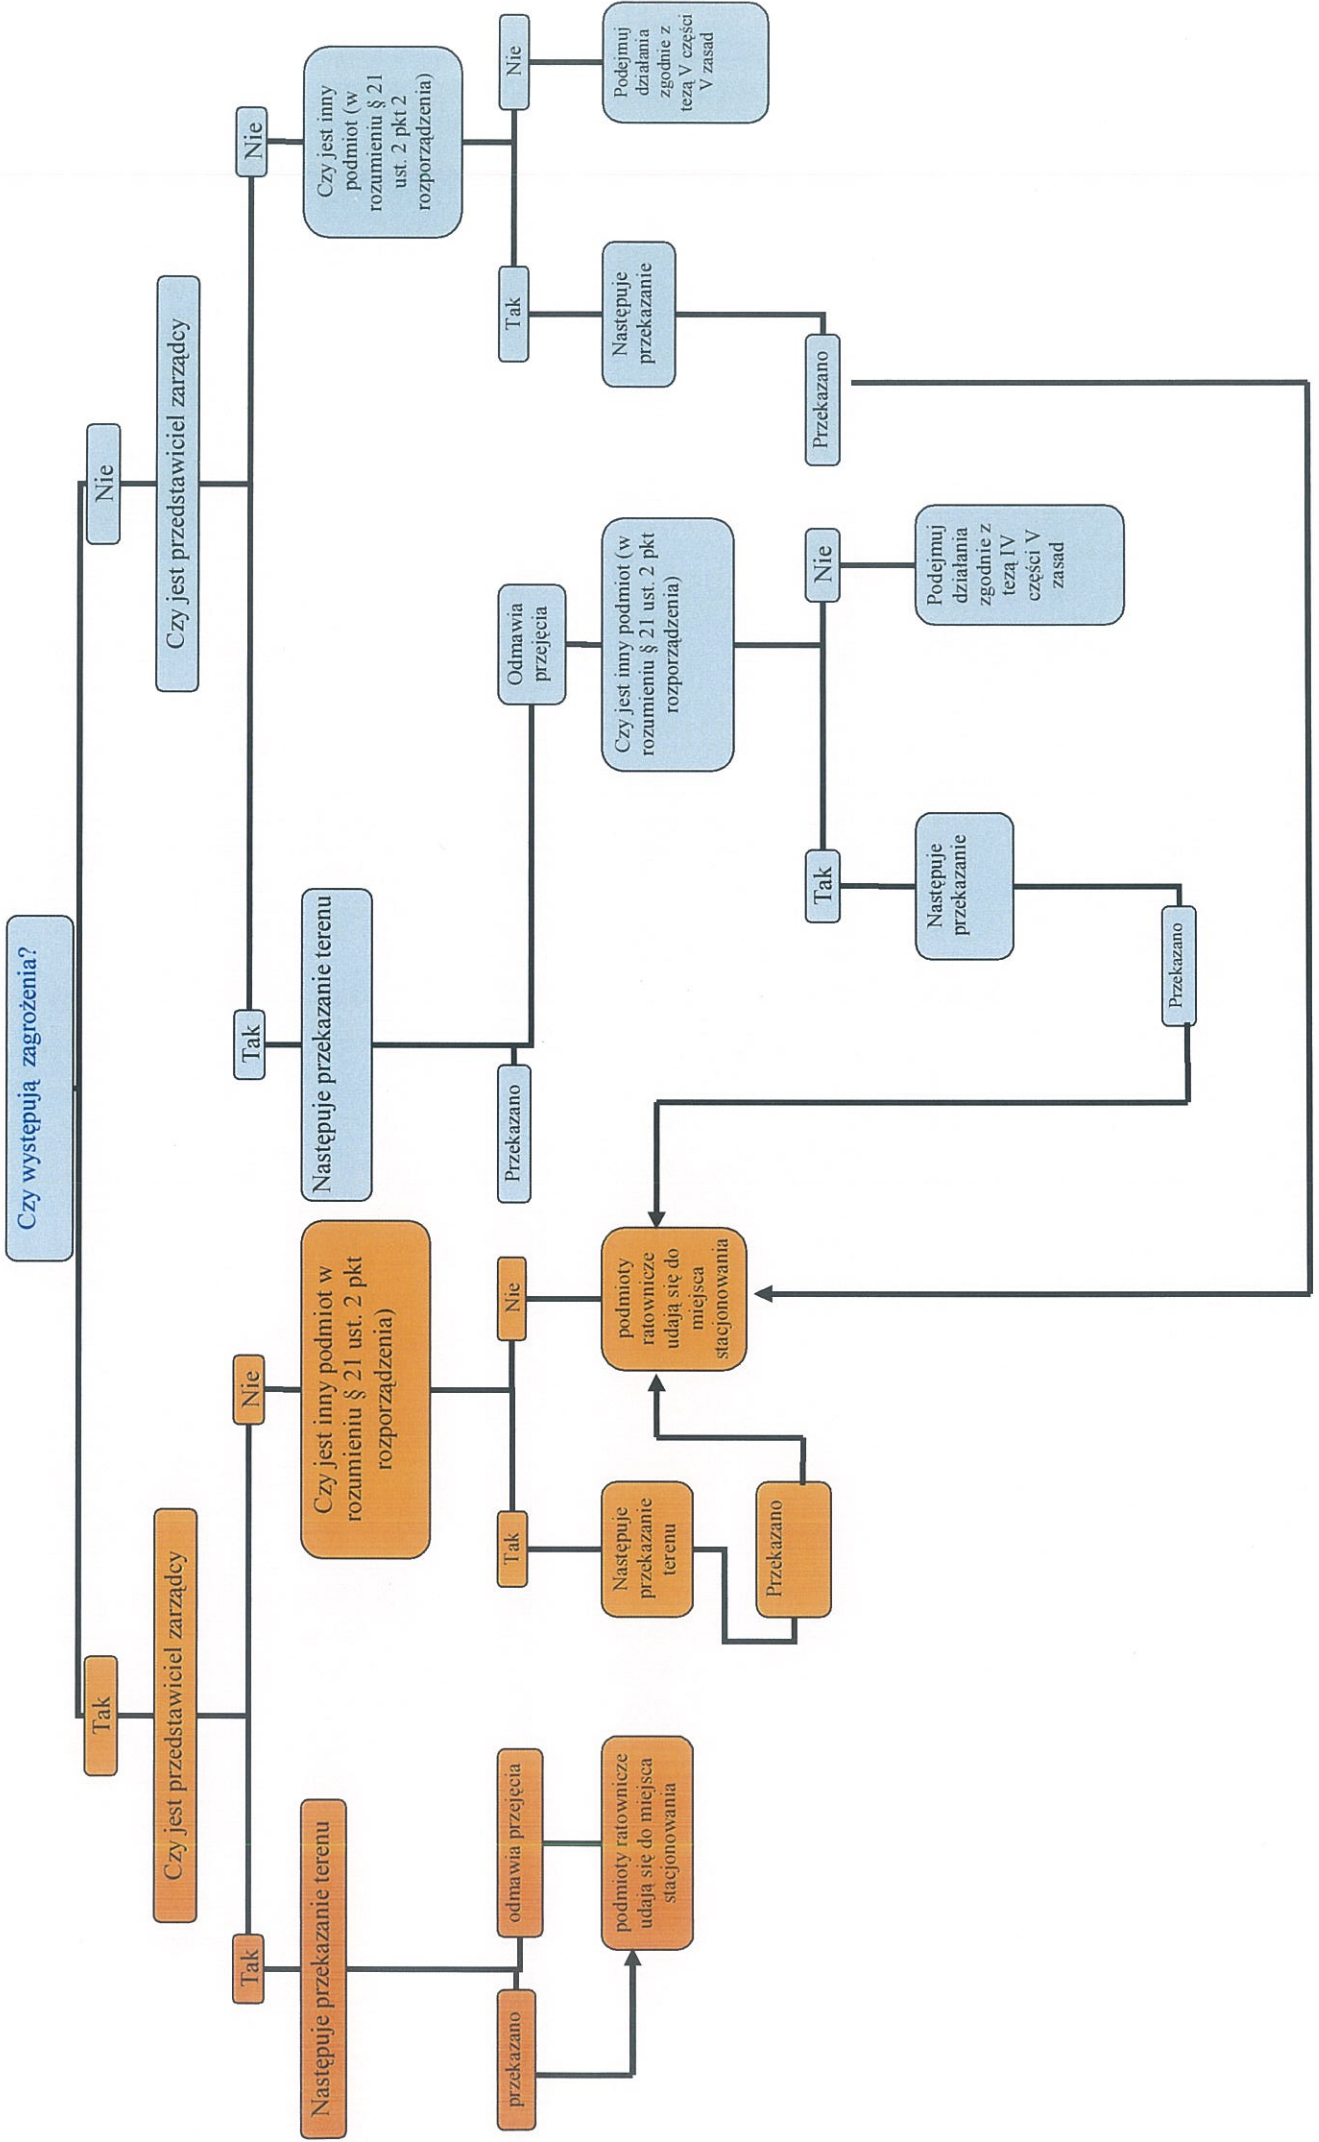 Czy występują zagrożenia?
Tak
Nie
Czy jest przedstawiciel zarządcy
Czy jest przedstawiciel zarządcy
Tak
Nie
Tak
Nie
Następuje przekazanie terenu
Czy jest inny podmiot w
rozumieniu § 21 ust. 2 pkt
rozporządzenia)
Następuje przekazanie terenu
Czy jest inny
podmiot (w
rozumieniu § 21
ust. 2 pkt 2
rozporządzenia)
przekazano
odmawia przejęcia
Tak
Nie
Przekazano
Odmawia
przejęcia
Tak
Nie
podmioty ratownicze
udają się do miejsca
stacjonowania
Następuje
przekazanie
terenu
podmioty
ratownicze
udają się do
miejsca
stacjonowania
Czy jest inny podmiot (w
rozumieniu § 21 ust. 2 pkt
rozporządzenia)
Następuje
przekazanie
Podejmuj
działania
zgodnie z
tezą V części
V zasad
Przekazano
Tak
Nie
Przekazano
Następuje
przekazanie
Podejmuj
działania
zgodnie z
tezą IV
części V
zasad
Przekazano